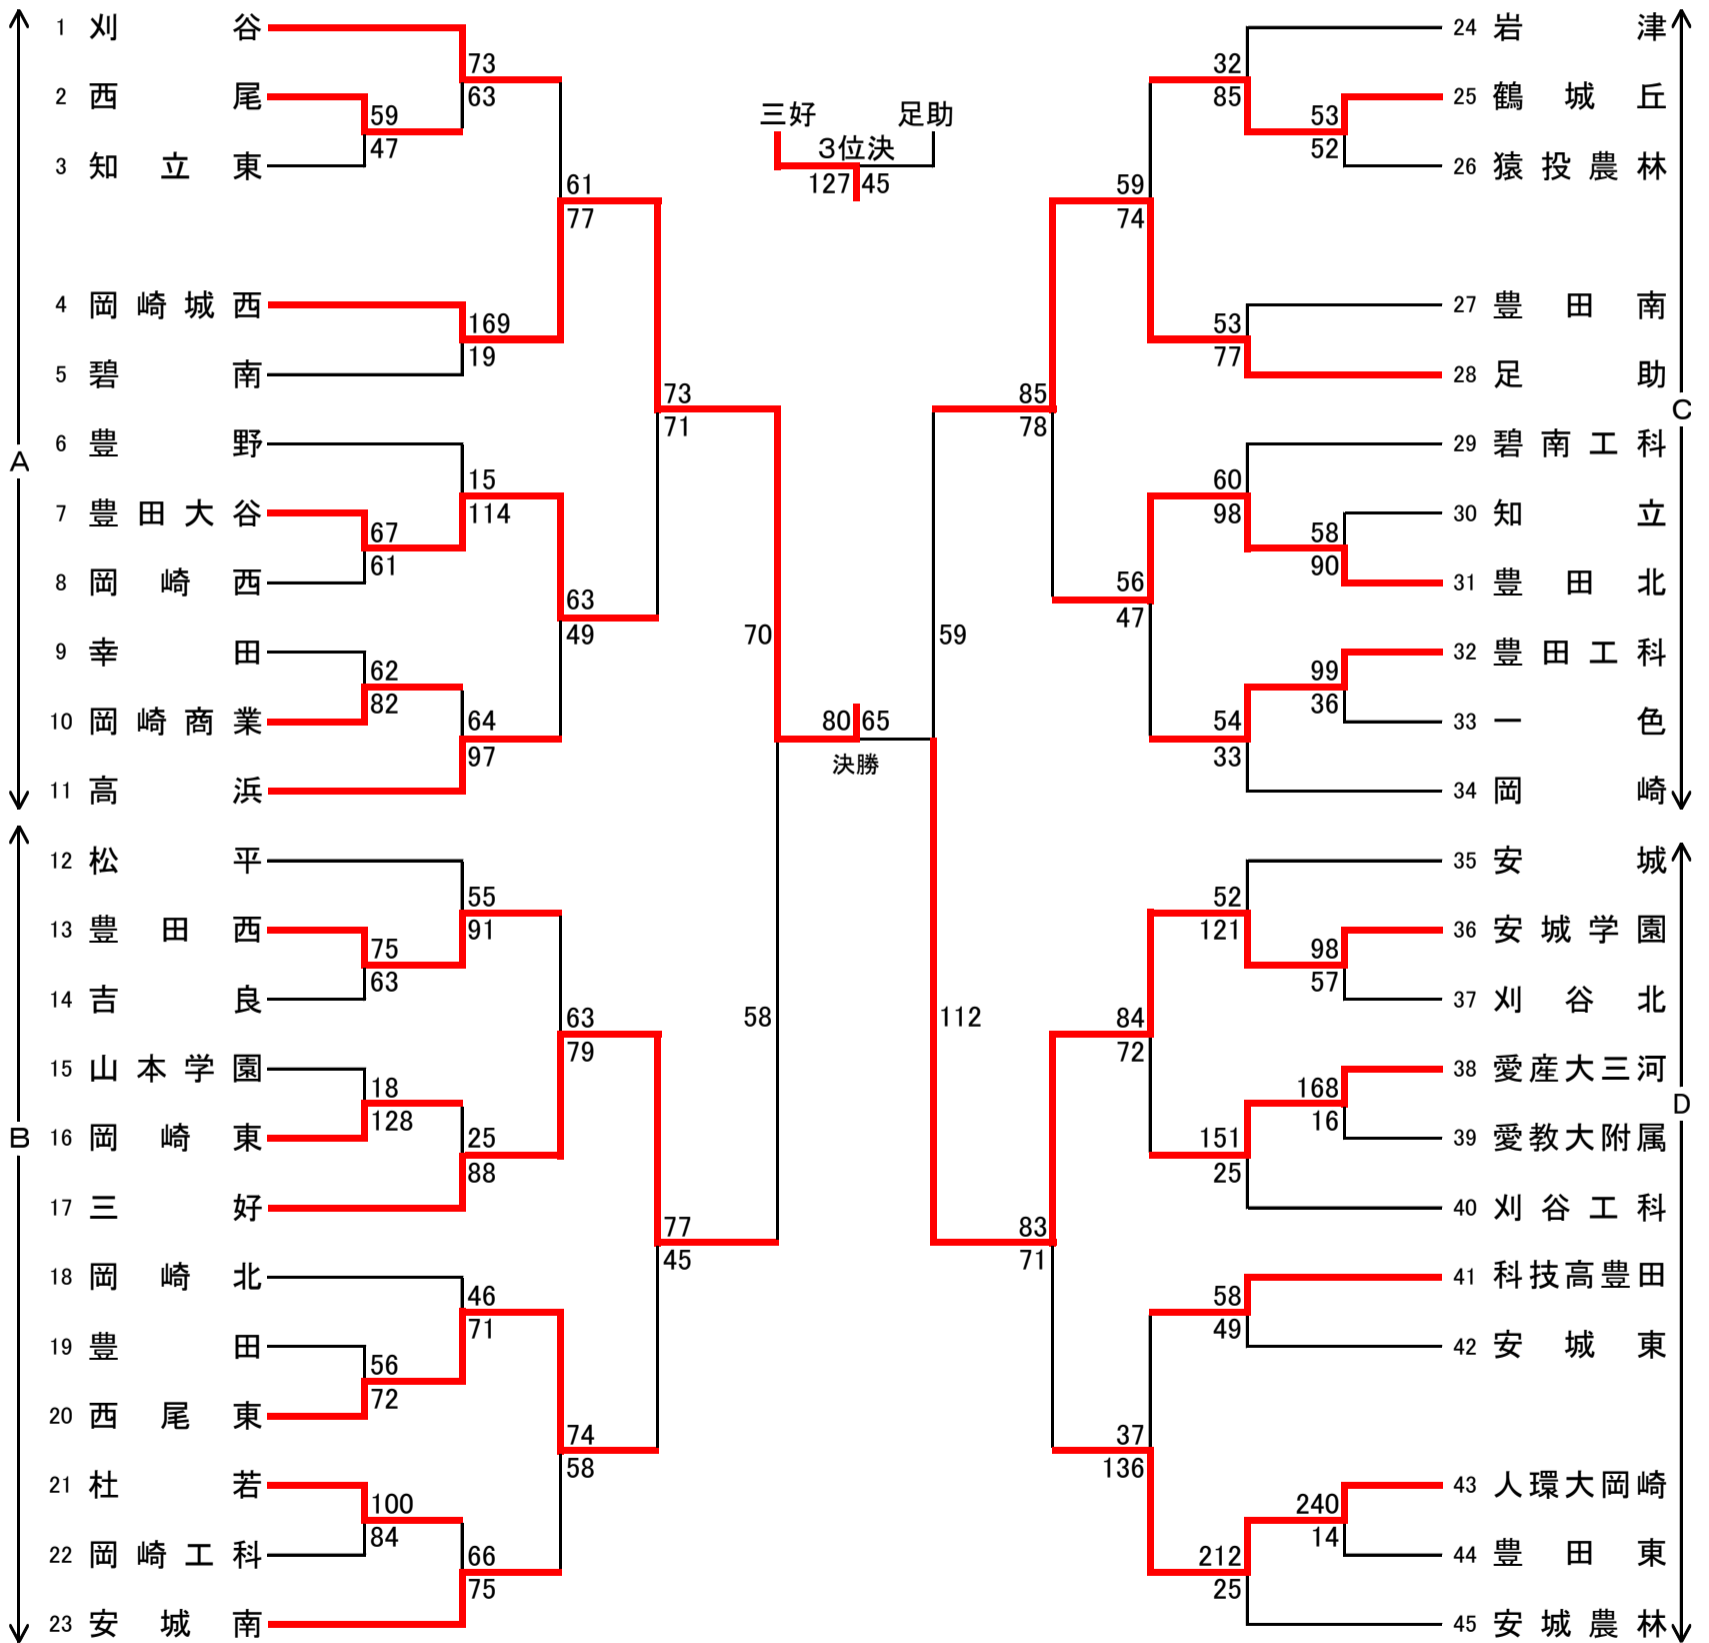 1 刈谷
73
63
2 西尾
59
47
3 知立東
61
77
4 岡崎城西
169
19
5 碧南
73
71
6 豊野
15
114
7 豊田大谷
67
61
8 岡崎西
63
49
9 幸田
62
82
10 岡崎商業
64
97
11 高浜
A
12 松平
55
91
13 豊田西
75
63
14 吉良
63
79
15 山本学園
18
128
16 岡崎東
25
88
17 三好
77
45
18 岡崎北
46
71
19 豊田
56
72
20 西尾東
74
58
21 杜若
100
84
22 岡崎工科
66
75
23 安城南
B
三好 足助
3位決
127 45
70
59
80 65
決勝
58
112
24 岩津
32
85
25 鶴城丘
53
52
26 猿投農林
59
74
27 豊田南
53
77
28 足助
85
78
29 碧南工科
60
98
30 知立
58
90
31 豊田北
56
47
32 豊田工科
99
36
33 一色
54
33
34 岡崎
C
35 安城
52
121
36 安城学園
98
57
37 刈谷北
84
72
38 愛産大三河
168
16
39 愛教大附属
151
25
40 刈谷工科
83
71
41 科技高豊田
58
49
42 安城東
37
136
43 人環大岡崎
240
14
44 豊田東
212
25
45 安城農林
D